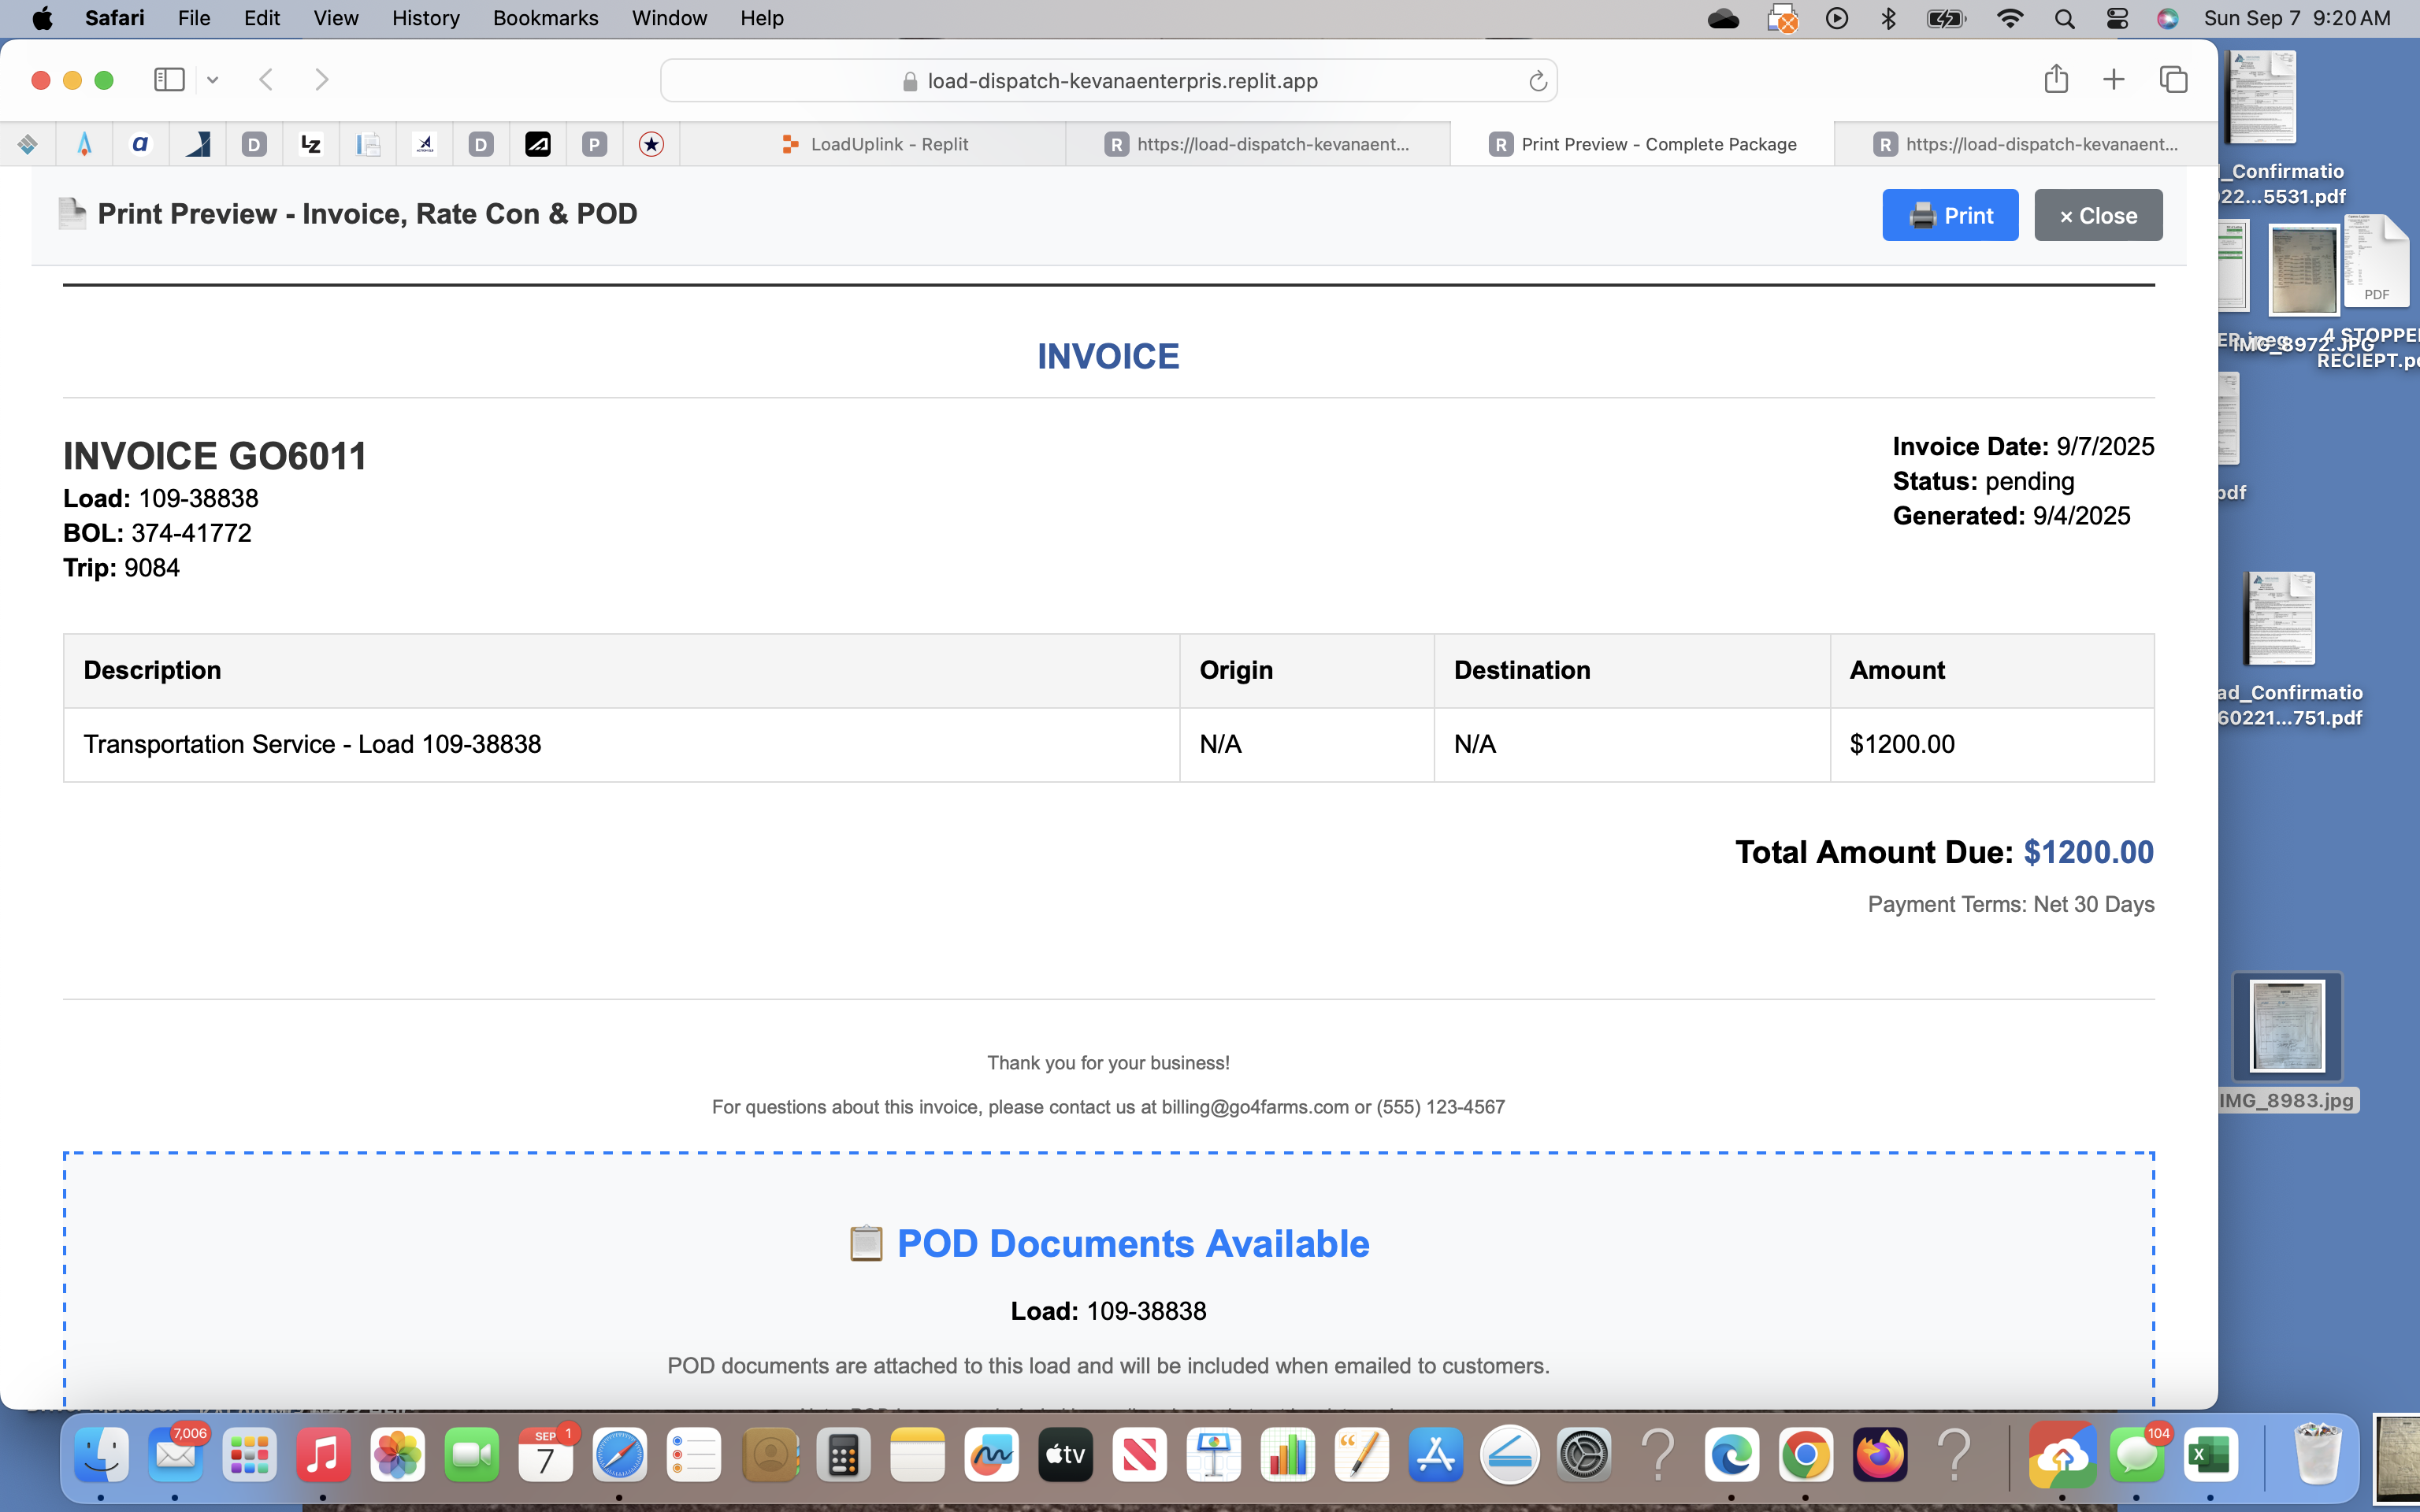 Safari File Edit View History Bookmarks Window Help Sun Sep 7 9:20 AM
load-dispatch-kevanaenterpris.replit.app
LoadUplink - Replit https://load-dispatch-kevanaent... Print Preview - Complete Package https://load-dispatch-kevanaent...
Print Preview - Invoice, Rate Con & POD
Print
× Close
INVOICE
INVOICE GO6011
Load: 109-38838
BOL: 374-41772
Trip: 9084
Invoice Date: 9/7/2025
Status: pending
Generated: 9/4/2025
Description Origin Destination Amount
Transportation Service - Load 109-38838 N/A N/A $1200.00
Total Amount Due: $1200.00
Payment Terms: Net 30 Days
Thank you for your business!
For questions about this invoice, please contact us at billing@go4farms.com or (555) 123-4567
POD Documents Available
Load: 109-38838
POD documents are attached to this load and will be included when emailed to customers.
_Confirmatio
022...5531.pdf
PDF
IMG_8972.JPG
4 STOPPE
RECIEPT.p
pdf
ad_Confirmatio
60221...751.pdf
IMG_8983.jpg
7,006
SEP
7
1
tv
104